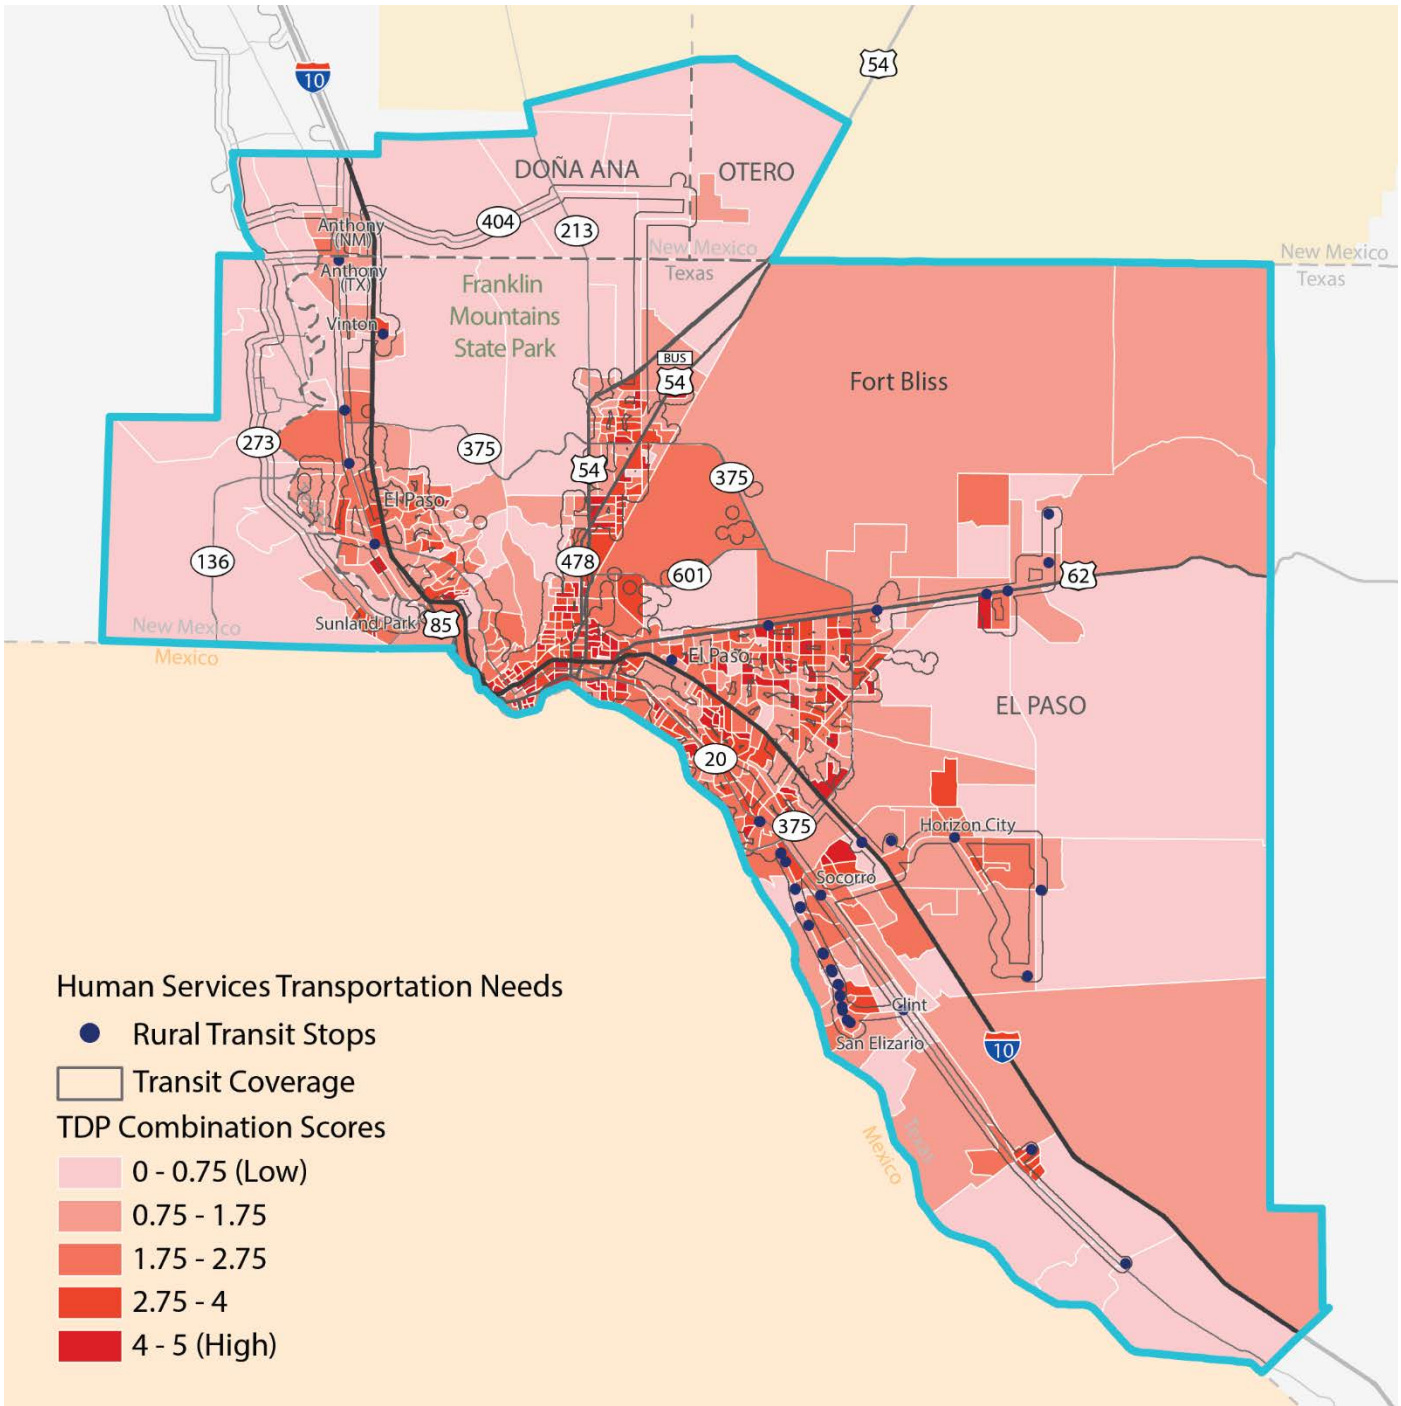 54
10
DOÑA ANA
OTERO
404
213
Anthony
(NM)
New Mexico
Texas
New Mexico
Texas
Anthony
(TX)
Franklin
Mountains
State Park
Vinton
BUS
54
Fort Bliss
273
375
54
375
El Paso
136
478
601
62
New Mexico
Mexico
Sunland Park
85
El Paso
EL PASO
20
375
Horizon City
Socorro
Clint
San Elizario
10
Texas
Mexico
Human Services Transportation Needs
Rural Transit Stops
Transit Coverage
TDP Combination Scores
0 - 0.75 (Low)
0.75 - 1.75
1.75 - 2.75
2.75 - 4
4 - 5 (High)